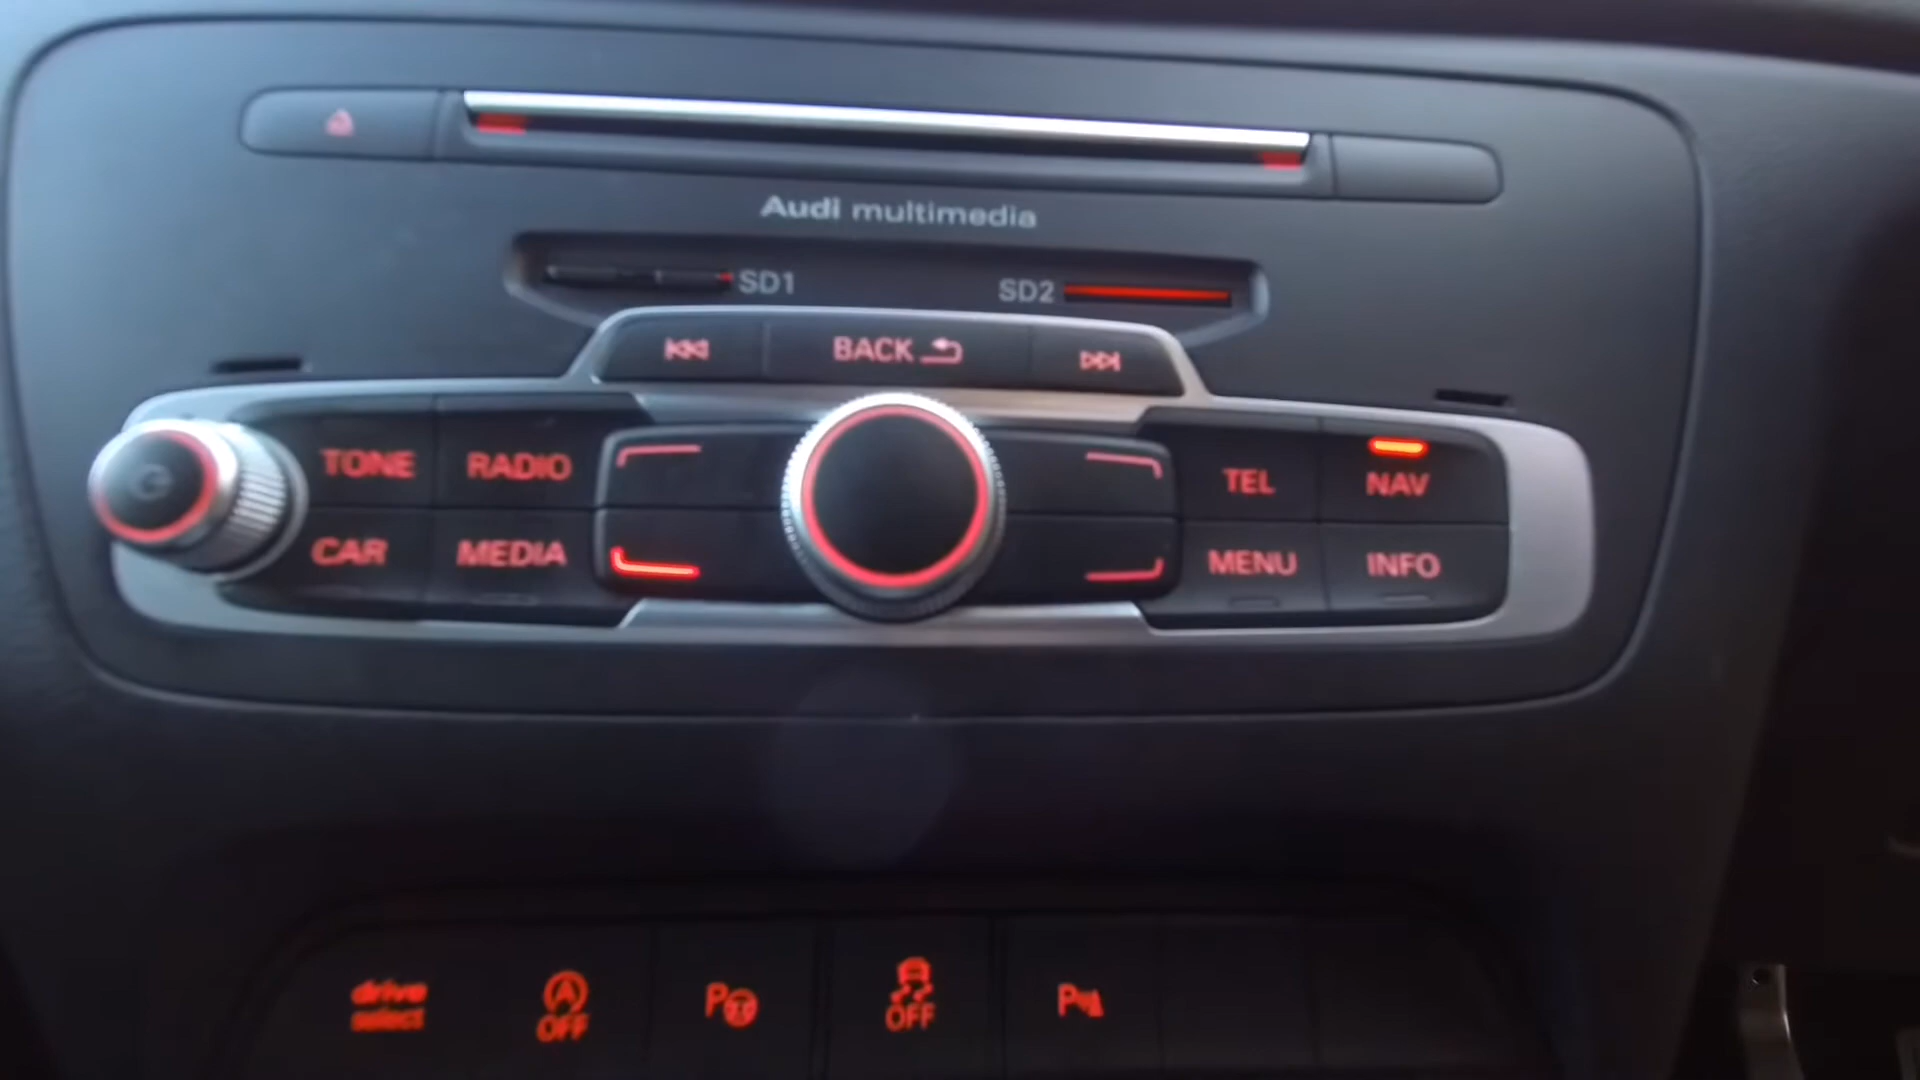 Audi multimedia
SD1 SD2
BACK
TONE RADIO TEL NAV
CAR MEDIA MENU INFO
drive
select
OFF
P
OFF
P